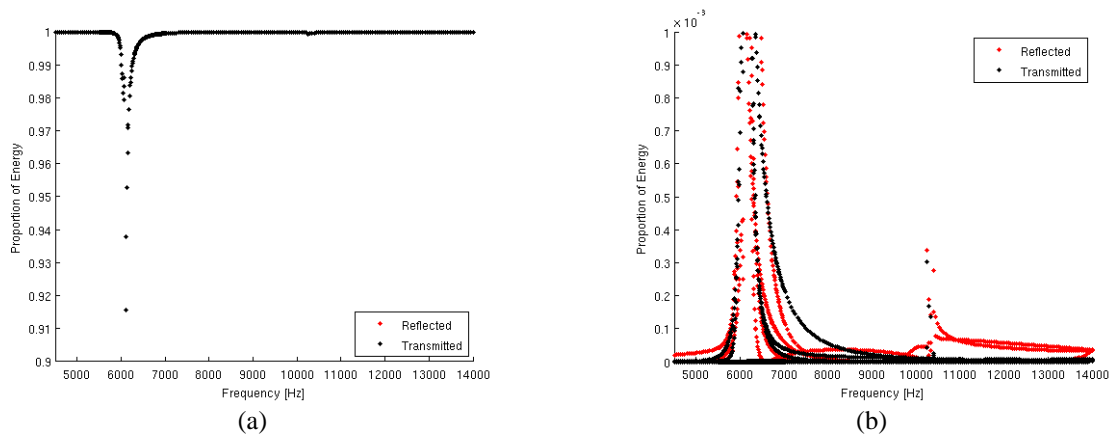 1
0.99
0.98
0.97
0.96
0.95
0.94
0.93
0.92
0.91
0.9
Proportion of Energy
Reflected
Transmitted
5000 6000 7000 8000 9000 10000 11000 12000 13000 14000
Frequency [Hz]
(a)
× 10⁻³
1
0.9
0.8
0.7
0.6
0.5
0.4
0.3
0.2
0.1
0
Proportion of Energy
Reflected
Transmitted
5000 6000 7000 8000 9000 10000 11000 12000 13000 14000
Frequency [Hz]
(b)